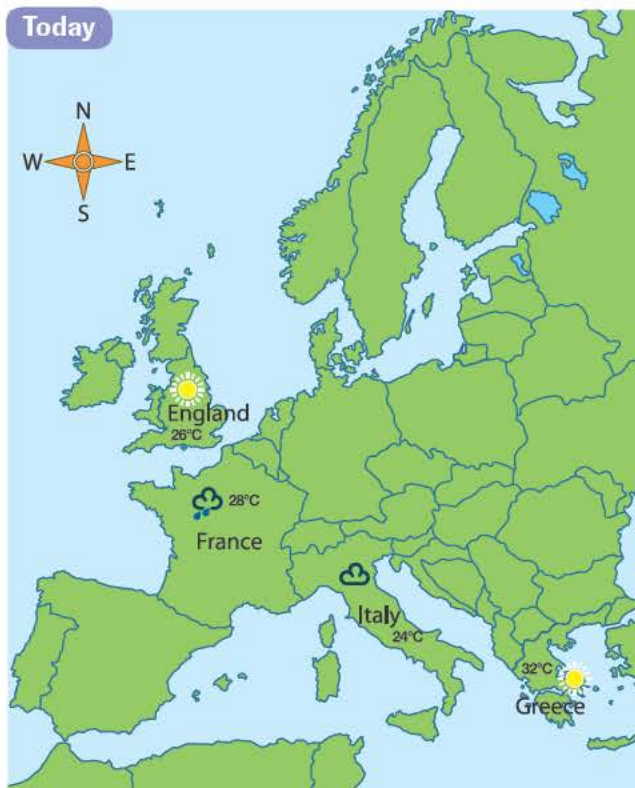 Today
N
W E
S
England
26°C
28°C
France
Italy
24°C
32°C
Greece